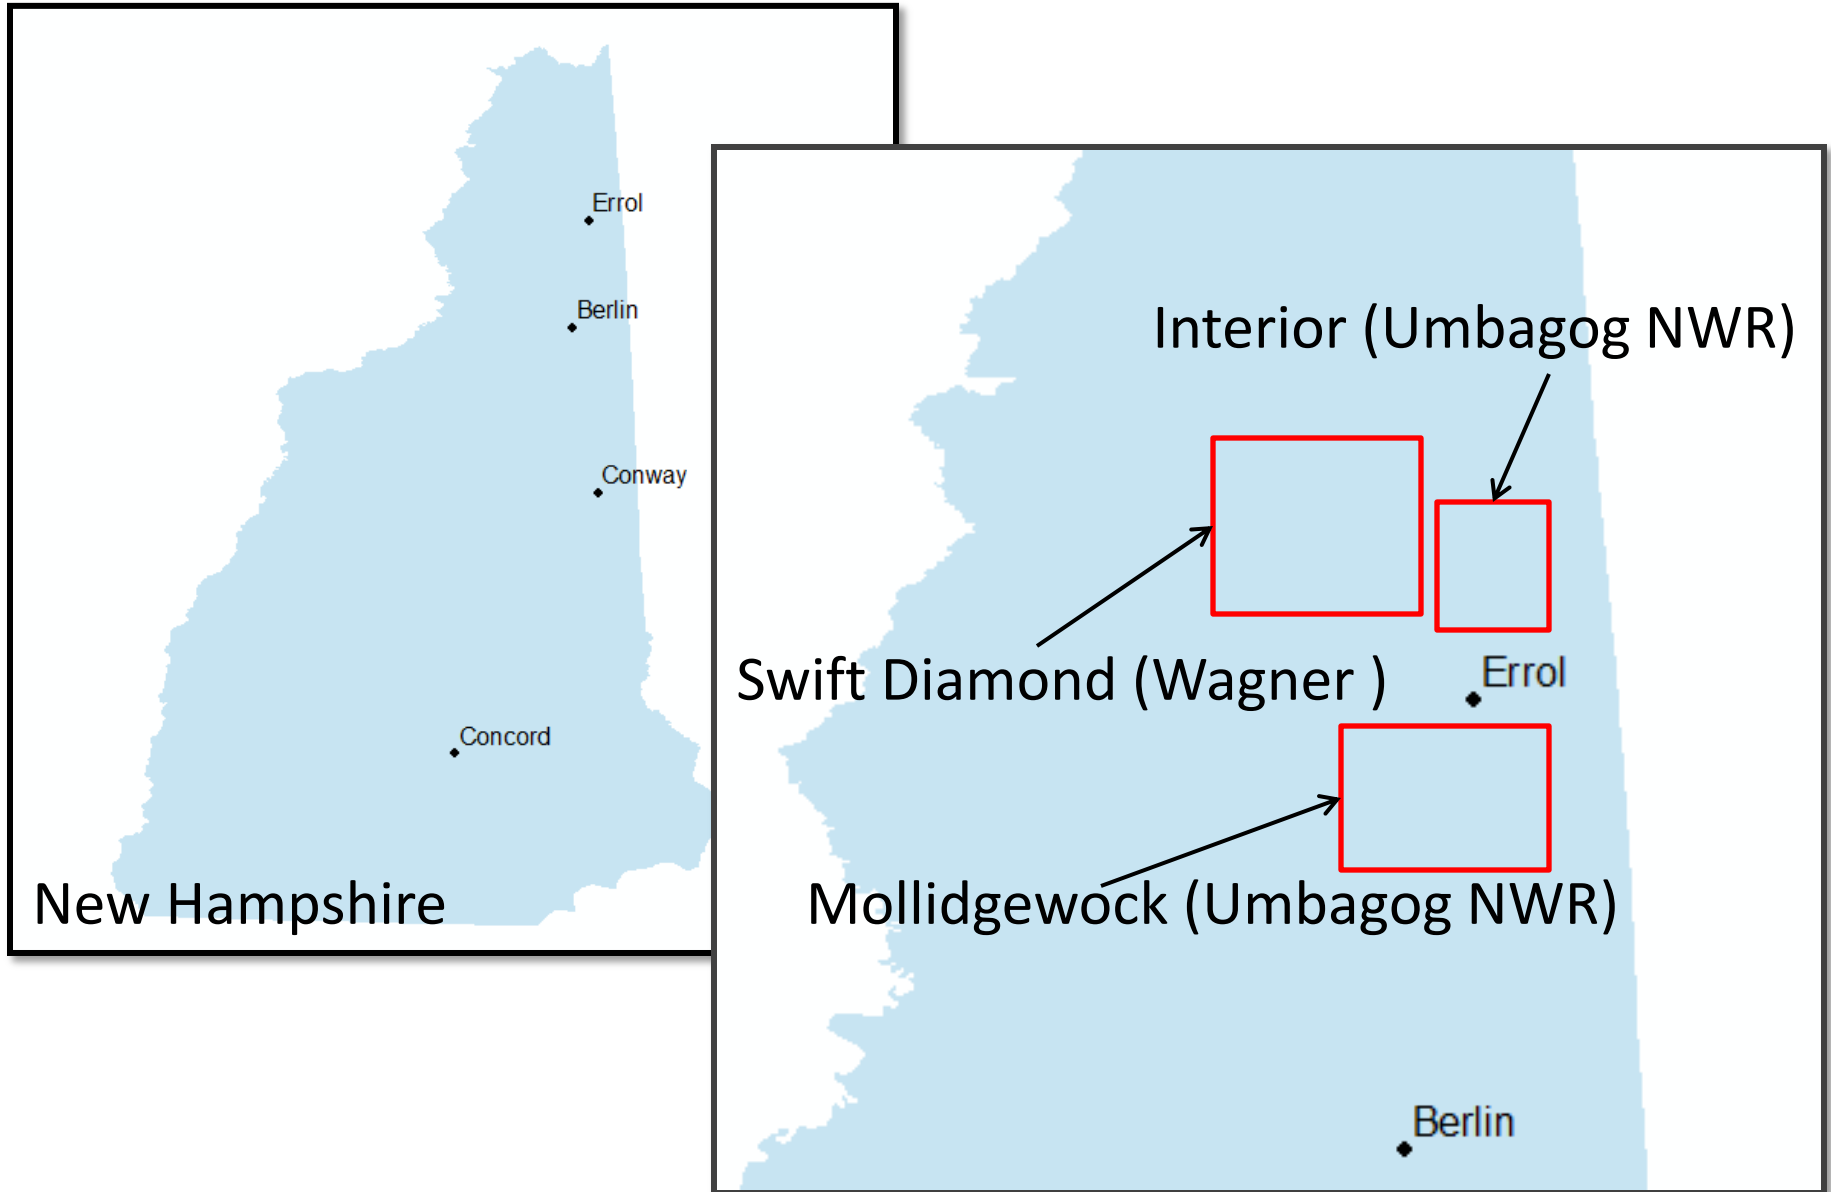 Errol
Berlin
Conway
Concord
New Hampshire
Interior (Umbagog NWR)
Swift Diamond (Wagner )
Errol
Mollidgewock (Umbagog NWR)
Berlin